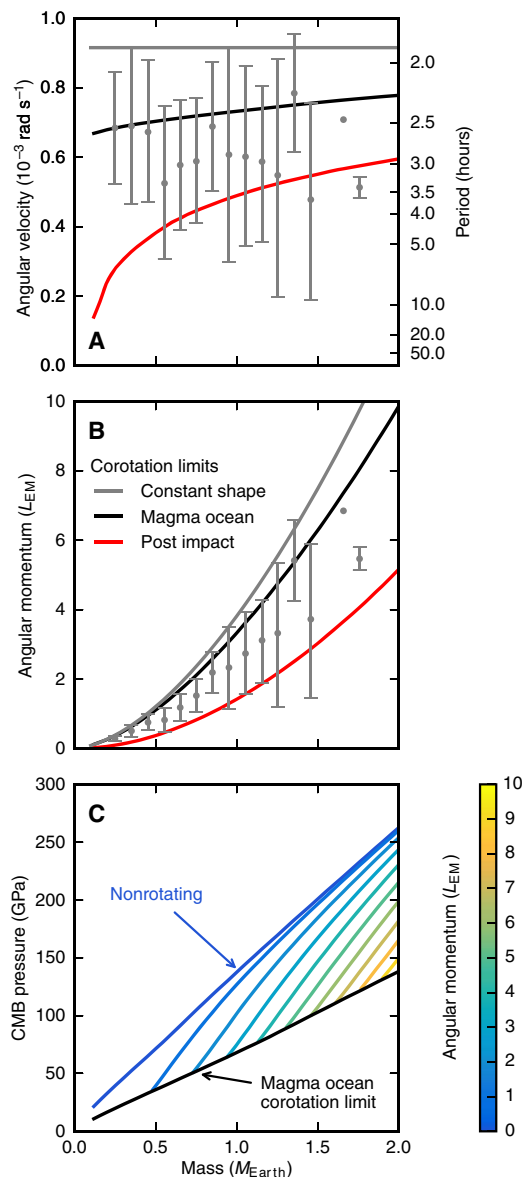 1.0
0.8
0.6
0.4
0.2
0.0
Angular velocity (10⁻³ rad s⁻¹)
2.0
2.5
3.0
3.5
4.0
5.0
10.0
20.0
50.0
Period (hours)
A
10
8
6
4
2
0
Angular momentum (L_EM)
B
Corotation limits
Constant shape
Magma ocean
Post impact
300
250
200
150
100
50
0
CMB pressure (GPa)
C
Nonrotating
Magma ocean
corotation limit
0.0 0.5 1.0 1.5 2.0
Mass (M_Earth)
Angular momentum (L_EM)
10
9
8
7
6
5
4
3
2
1
0